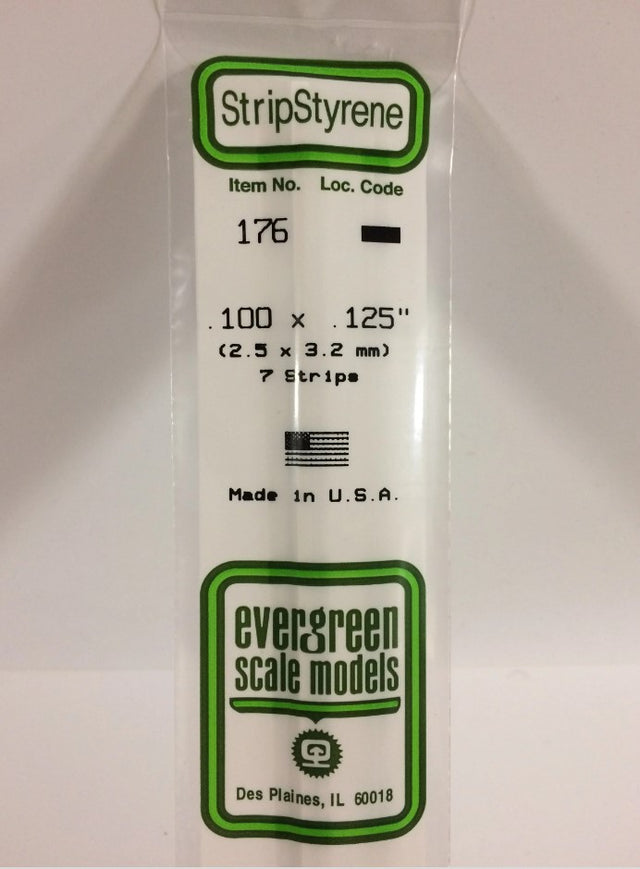 StripStyrene
Item No. Loc. Code
176
.100 x .125"
(2.5 x 3.2 mm)
7 Strips
Made in U.S.A.
evergreen
scale models
Des Plaines, IL 60018